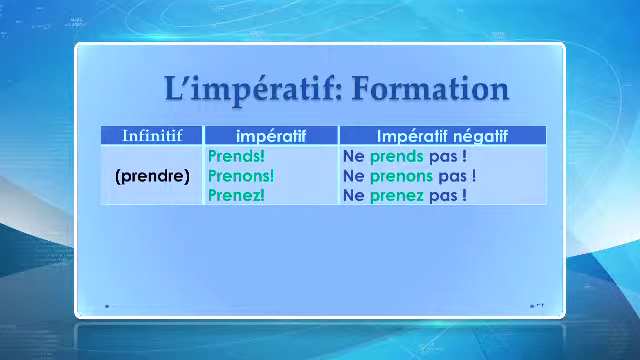 L’impératif: Formation
Infinitif impératif Impératif négatif
(prendre)
Prends!
Prenons!
Prenez!
Ne prends pas !
Ne prenons pas !
Ne prenez pas !